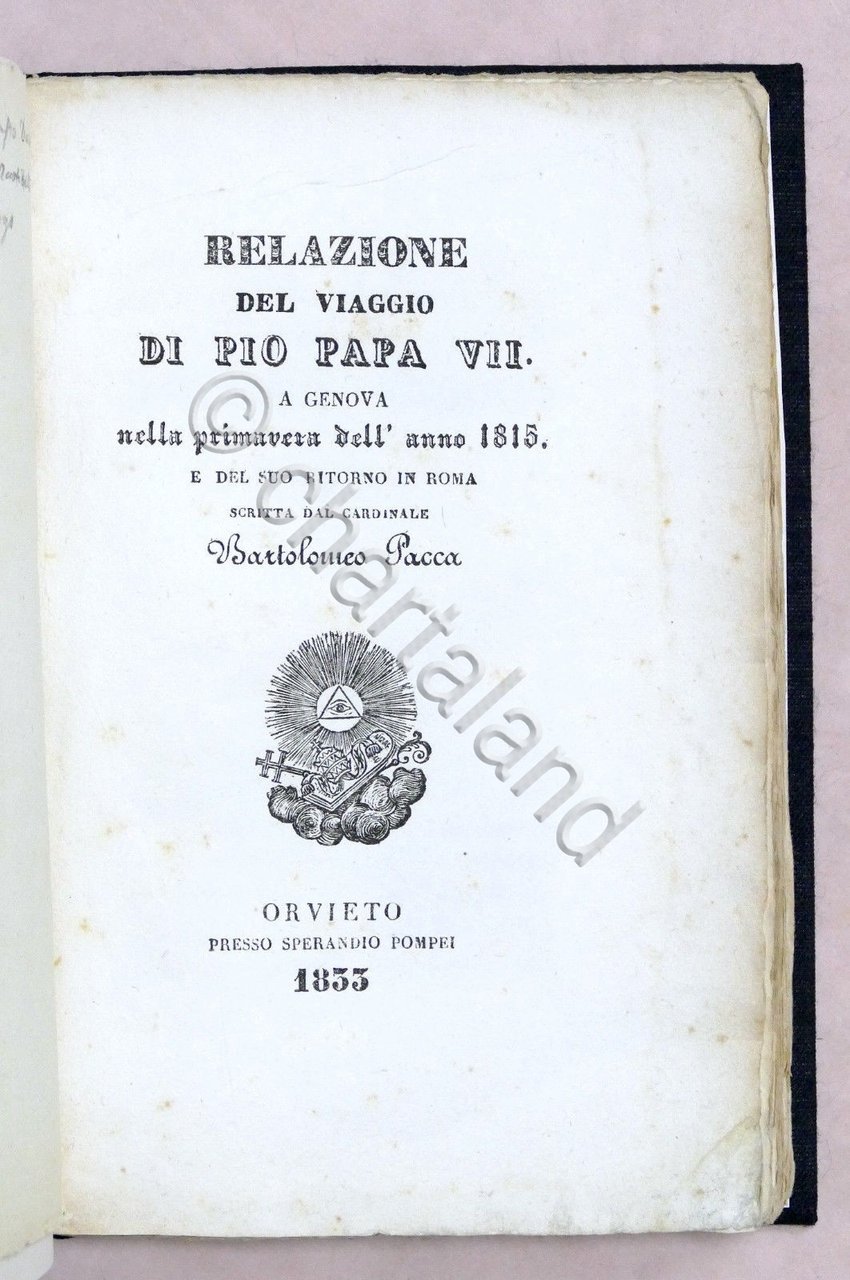 RELAZIONE
DEL VIAGGIO
DI PIO PAPA VII.
A GENOVA
nella primavera dell' anno 1815.
E DEL SUO RITORNO IN ROMA
SCRITTA DAL CARDINALE
Bartolomeo Pacca
ORVIETO
PRESSO SPERANDIO POMPEI
1833
© chartaland